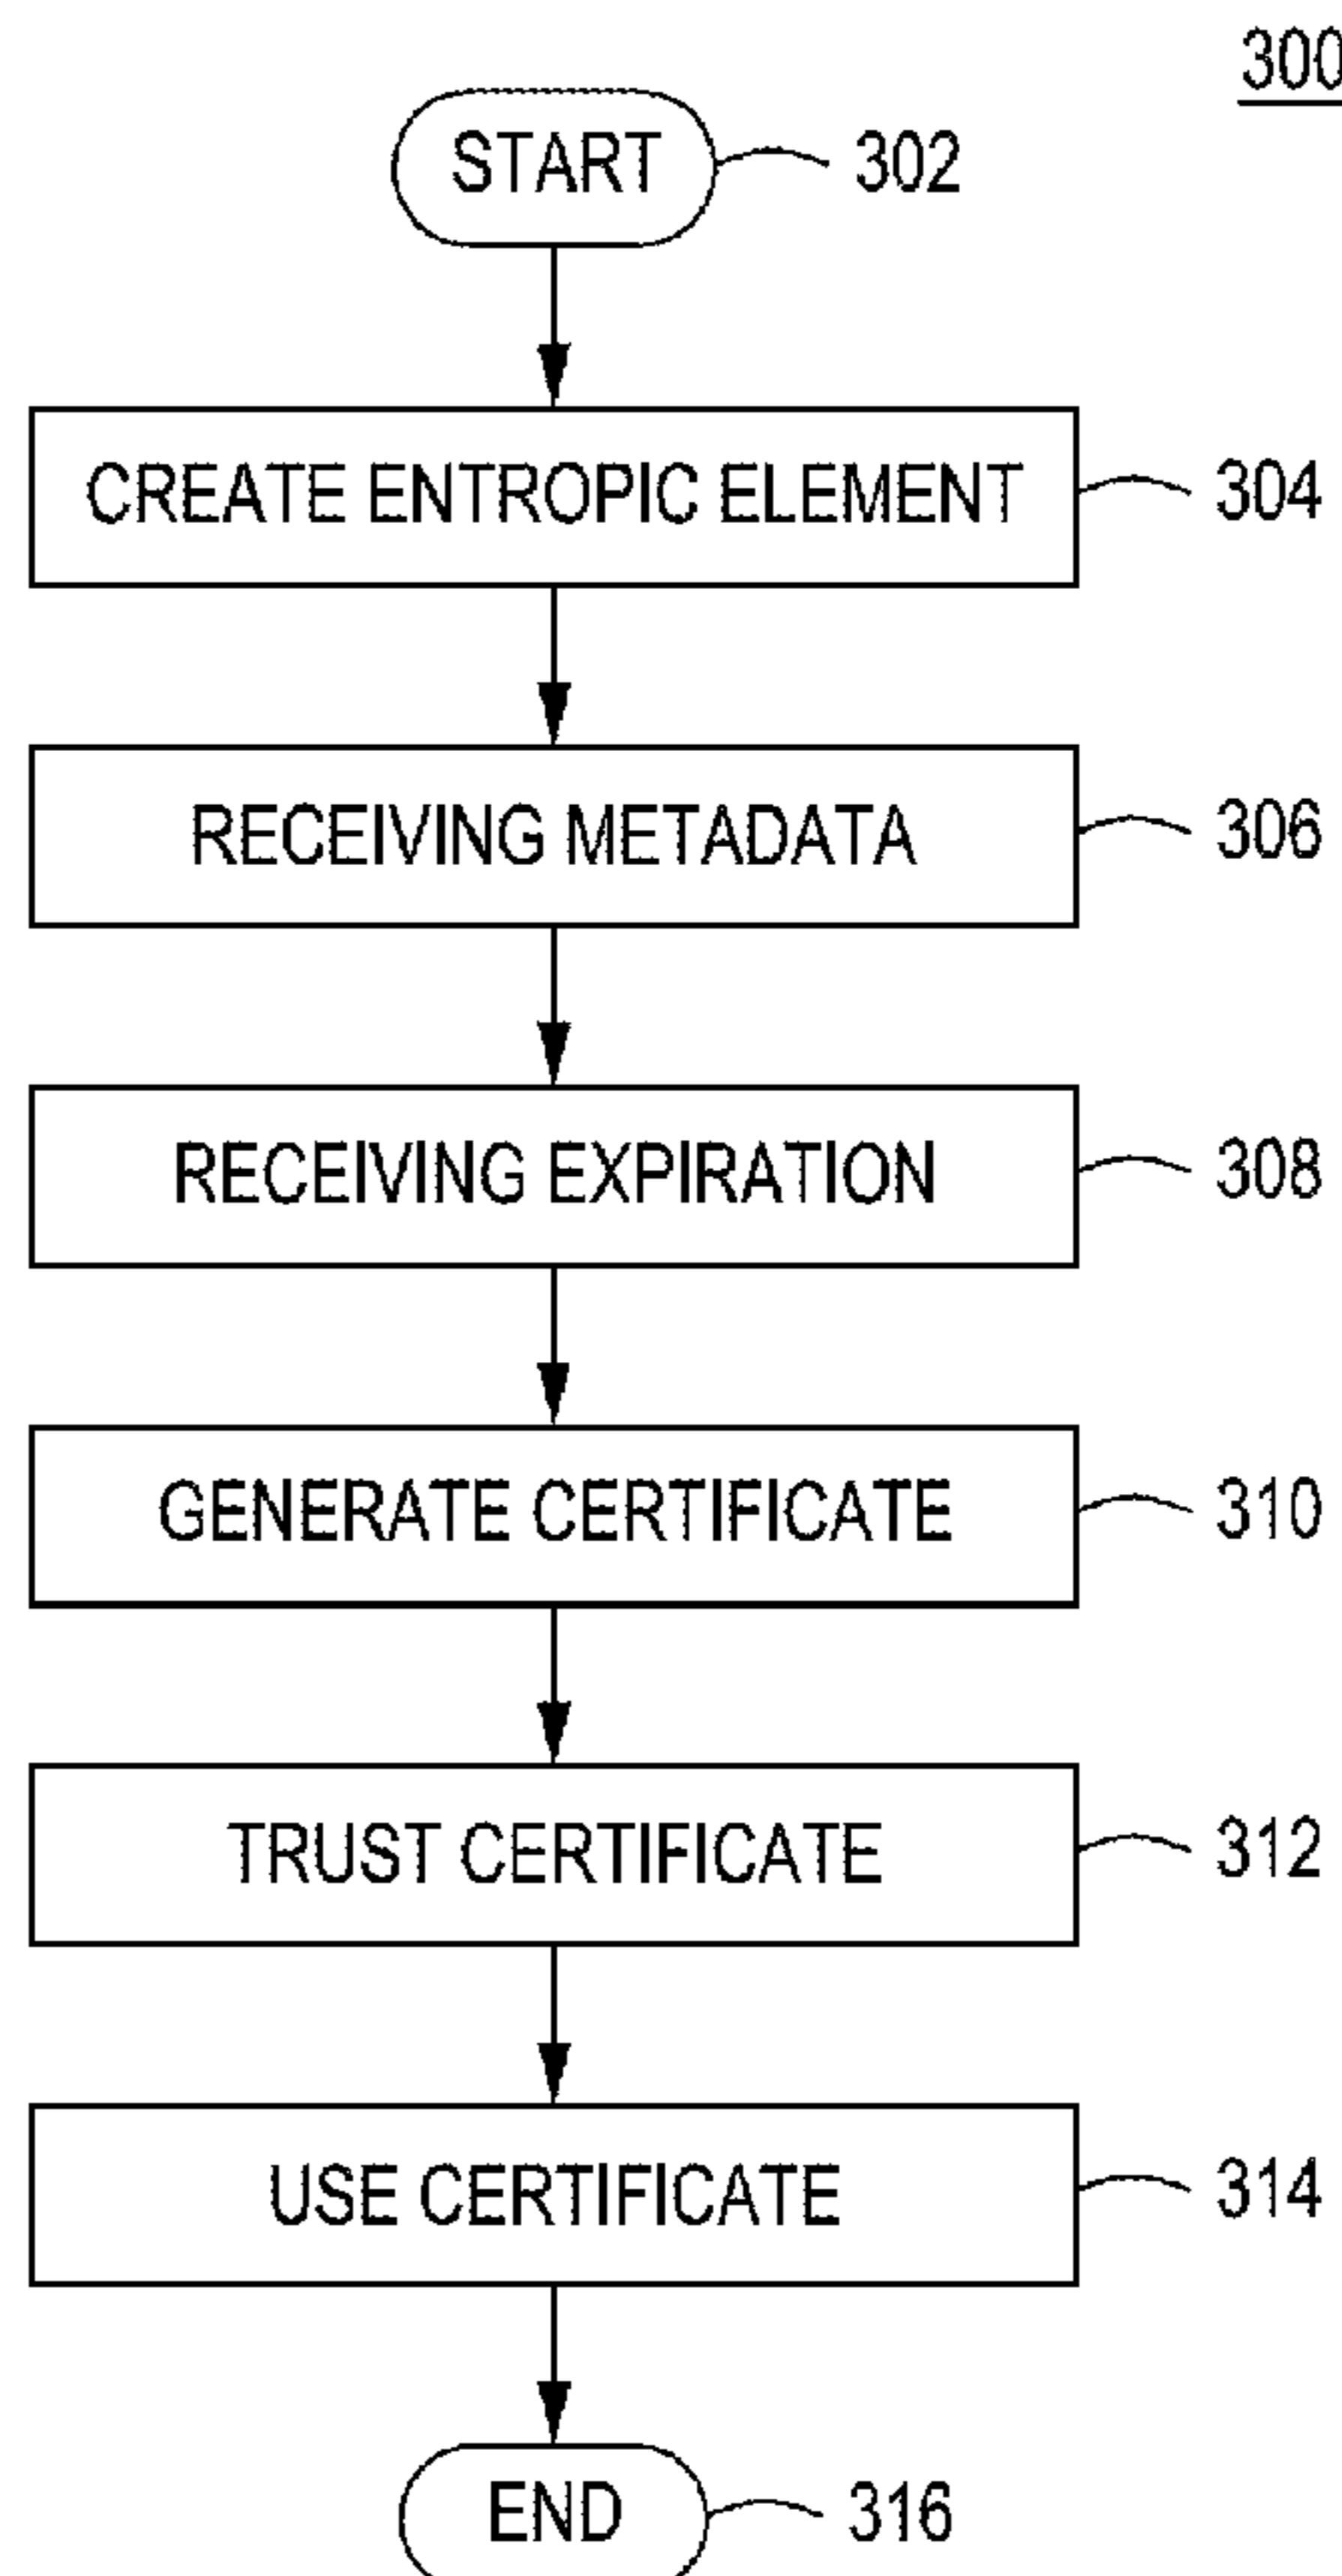 300
START 302
CREATE ENTROPIC ELEMENT 304
RECEIVING METADATA 306
RECEIVING EXPIRATION 308
GENERATE CERTIFICATE 310
TRUST CERTIFICATE 312
USE CERTIFICATE 314
END 316